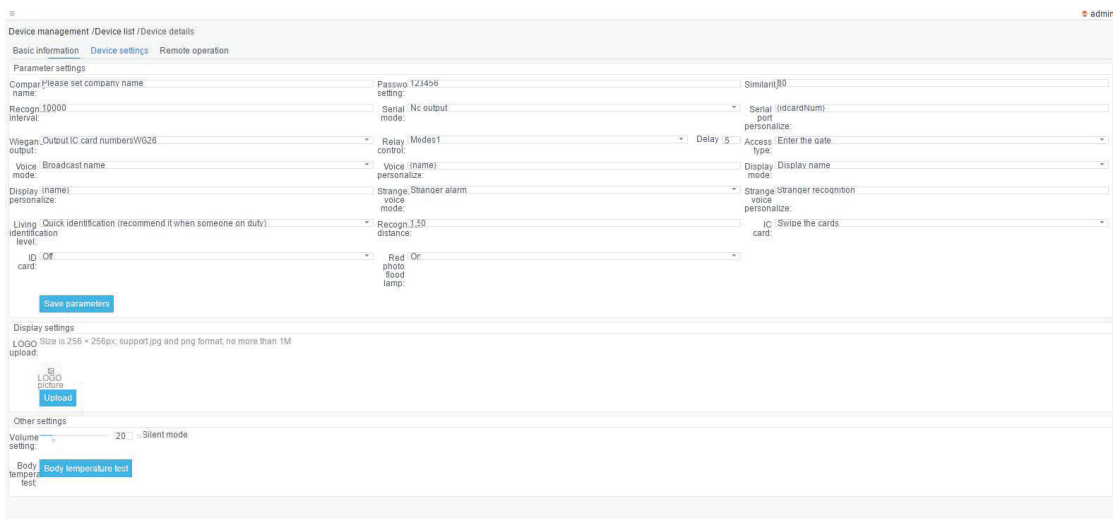 admin
Device management /Device list /Device details
Basic information Device settings Remote operation
Parameter settings
Compan Please set company name Passwo 123456 Similarit 80
name: setting:
Recogn 10000 Serial No output Serial {idcardNum}
interval: mode: port
personalize:
Wiegan Output IC card numbersWG26 Relay Modes1 Delay 5 Access Enter the gate
output: control: type:
Voice Broadcast name Voice {name} Display Display name
mode: personalize: mode:
Display {name} Strange Stranger alarm Strange Stranger recognition
personalize: voice voice
mode: personalize:
Living Quick identification (recommend it when someone on duty) Recogn 1.50 IC Swipe the cards
identification distance: card:
level:
ID Off Red On
card: photo
flood
lamp:
Save parameters
Display settings
LOGO Size is 256 × 256px; support jpg and png format; no more than 1M
upload:
LOGO
picture
Upload
Other settings
Volume 20 Silent mode
setting:
Body Body temperature test
tempera
test: